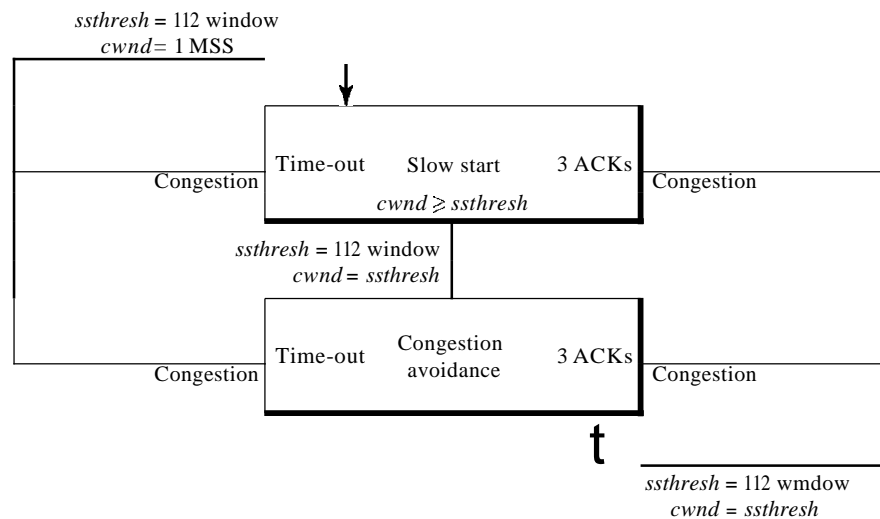 ssthresh = 112 window
cwnd = 1 MSS
Time-out
Slow start
3 ACKs
Congestion
Congestion
cwnd ⩾ ssthresh
ssthresh = 112 window
cwnd = ssthresh
Time-out
Congestion
avoidance
3 ACKs
Congestion
Congestion
t
ssthresh = 112 wmdow
cwnd = ssthresh